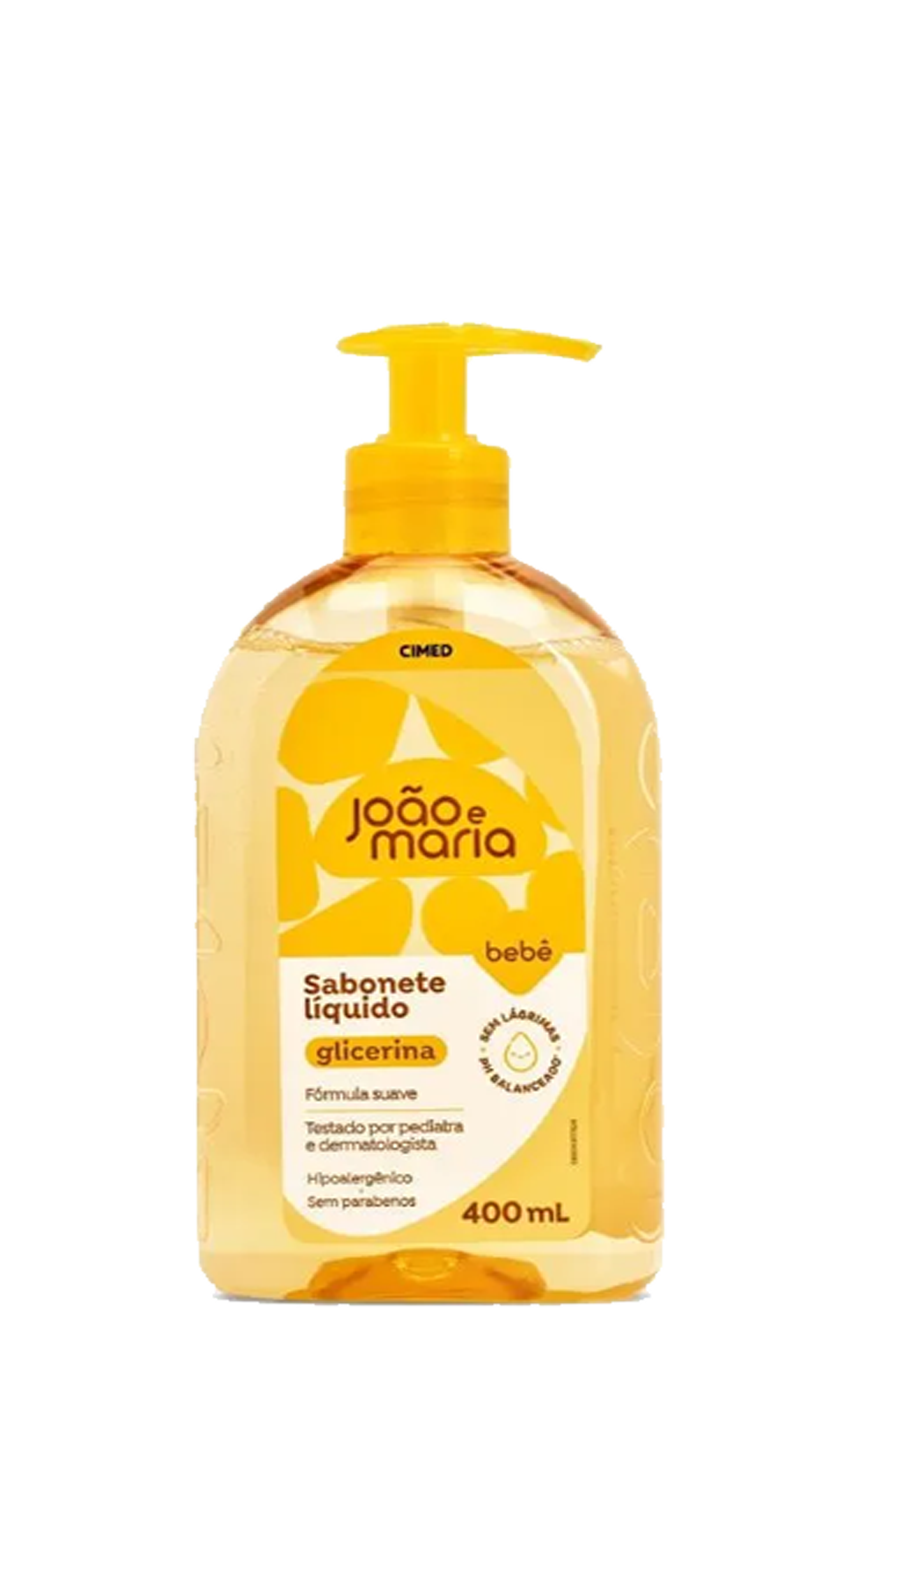 CIMED
joão e
maria
bebê
Sabonete
líquido
glicerina
SEM LÁGRIMAS
PH BALANCEADO
Fórmula suave
Testado por pediatra
e dermatologista
Hipoalergênico
Sem parabenos
400 mL